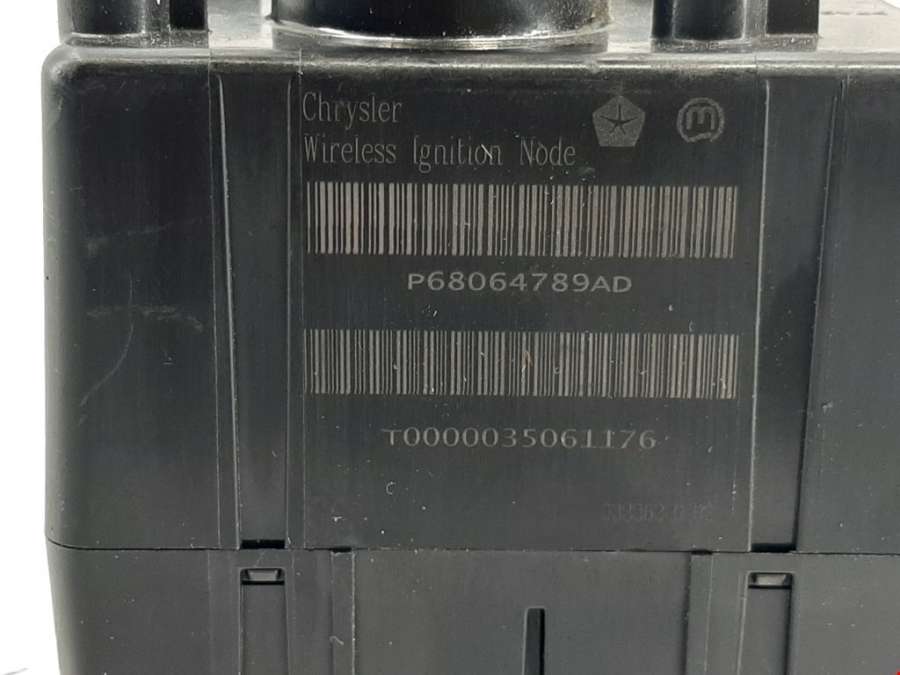 Chrysler
Wireless Ignition Node
P68064789AD
T0000035061176